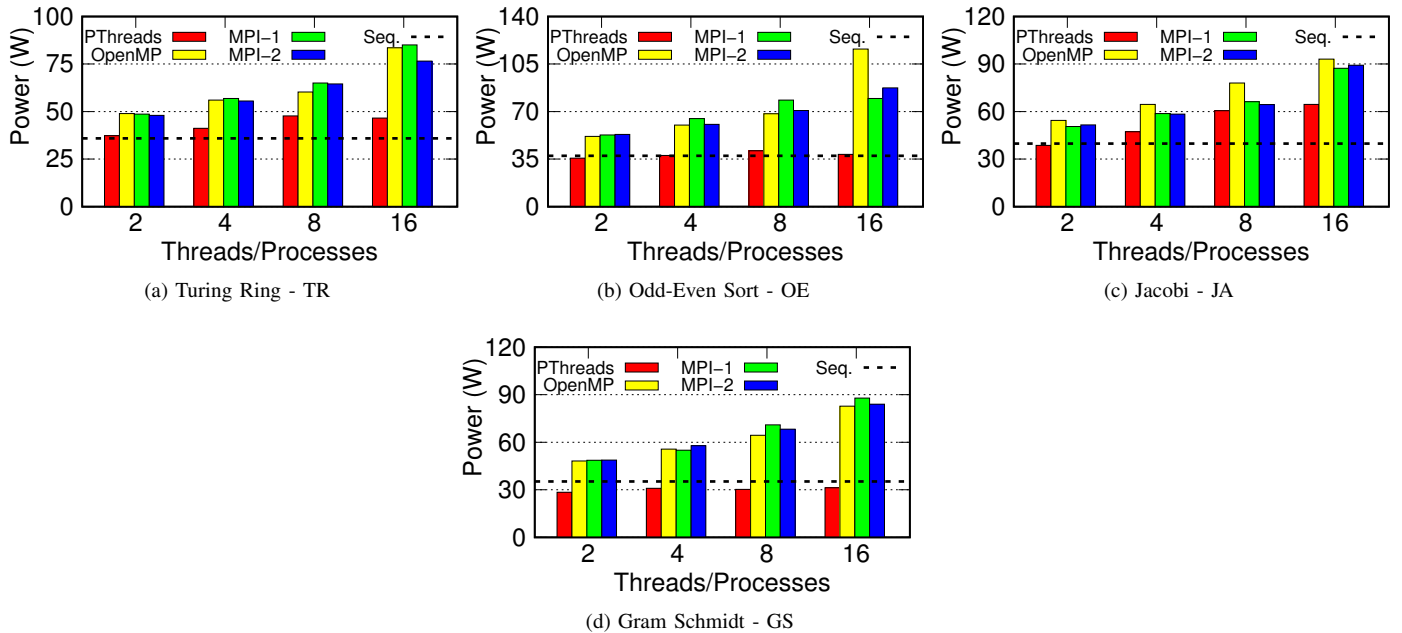 Power (W)
100
75
50
25
0
PThreads
OpenMP
MPI−1
MPI−2
Seq.
2 4 8 16
Threads/Processes
(a) Turing Ring - TR
Power (W)
140
105
70
35
0
PThreads
OpenMP
MPI−1
MPI−2
Seq.
2 4 8 16
Threads/Processes
(b) Odd-Even Sort - OE
Power (W)
120
90
60
30
0
PThreads
OpenMP
MPI−1
MPI−2
Seq.
2 4 8 16
Threads/Processes
(c) Jacobi - JA
Power (W)
120
90
60
30
0
PThreads
OpenMP
MPI−1
MPI−2
Seq.
2 4 8 16
Threads/Processes
(d) Gram Schmidt - GS